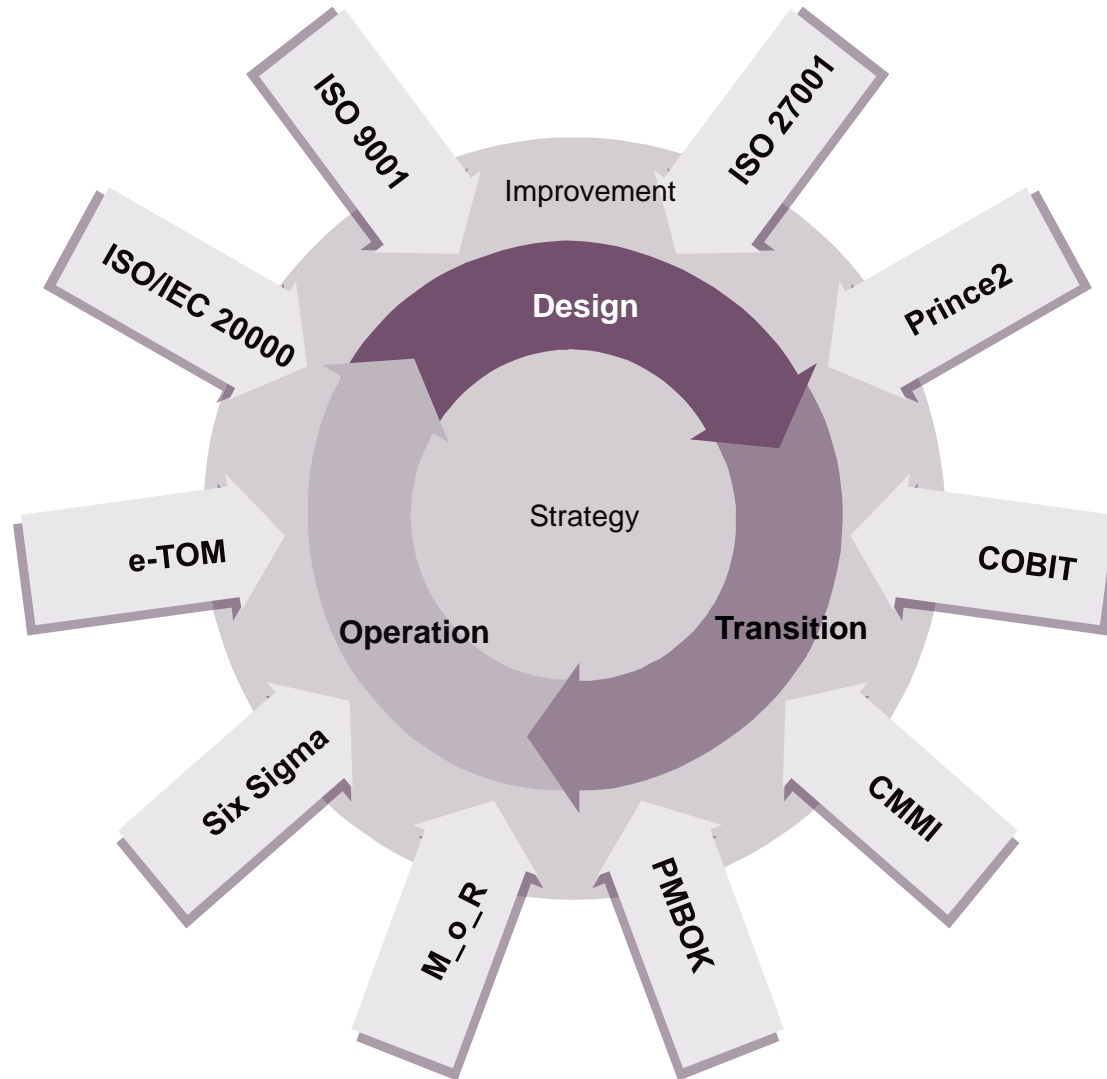 ISO 9001
ISO 27001
Improvement
ISO/IEC 20000
Prince2
Design
e-TOM
Strategy
COBIT
Operation
Transition
Six Sigma
CMMI
M_o_R
PMBOK